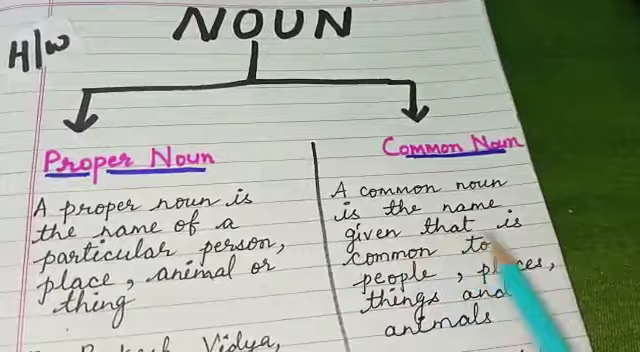 H/W
NOUN
Proper Noun
A proper noun is
the name of a
particular person,
place, animal or
thing
Vidya,
Common Noun
A common noun
is the name
given that is
common to
people, places,
things and
animals